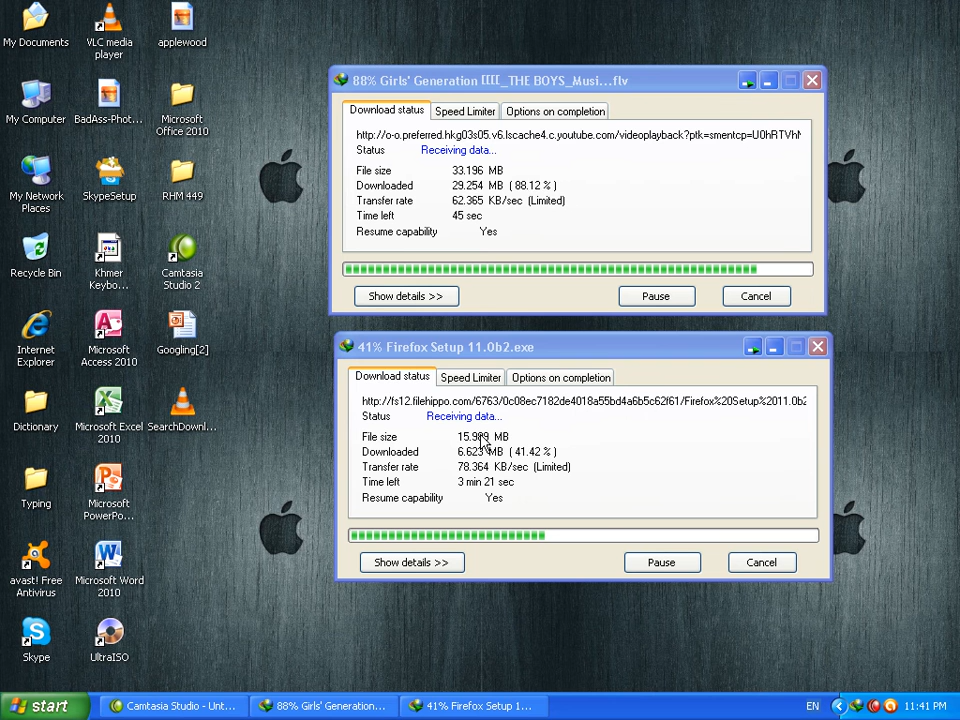 My Documents
VLC media player
applewood
My Computer
BadAss-Phot...
Microsoft Office 2010
My Network Places
SkypeSetup
RHM 449
Recycle Bin
Khmer Keybo...
Camtasia Studio 2
Internet Explorer
Microsoft Access 2010
Googling[2]
Dictionary
Microsoft Excel 2010
SearchDownl...
Typing
Microsoft PowerPo...
avast! Free Antivirus
Microsoft Word 2010
Skype
UltraISO
88% Girls' Generation _THE BOYS_Musi...flv
Download status
Speed Limiter
Options on completion
http://o-o.preferred.hkg03s05.v6.lscache4.c.youtube.com/videoplayback?ptk=smentcp=U0hRTVhN
Status Receiving data...
File size 33.196 MB
Downloaded 29.254 MB ( 88.12 % )
Transfer rate 62.365 KB/sec (Limited)
Time left 45 sec
Resume capability Yes
Show details >>
Pause
Cancel
41% Firefox Setup 11.0b2.exe
Download status
Speed Limiter
Options on completion
http://fs12.filehippo.com/6763/0c08ec7182de4018a55bd4a6b5c62f61/Firefox%20Setup%2011.0b2
Status Receiving data...
File size 15.989 MB
Downloaded 6.623 MB ( 41.42 % )
Transfer rate 78.364 KB/sec (Limited)
Time left 3 min 21 sec
Resume capability Yes
Show details >>
Pause
Cancel
start
Camtasia Studio - Unt...
88% Girls' Generation...
41% Firefox Setup 1...
EN
11:41 PM